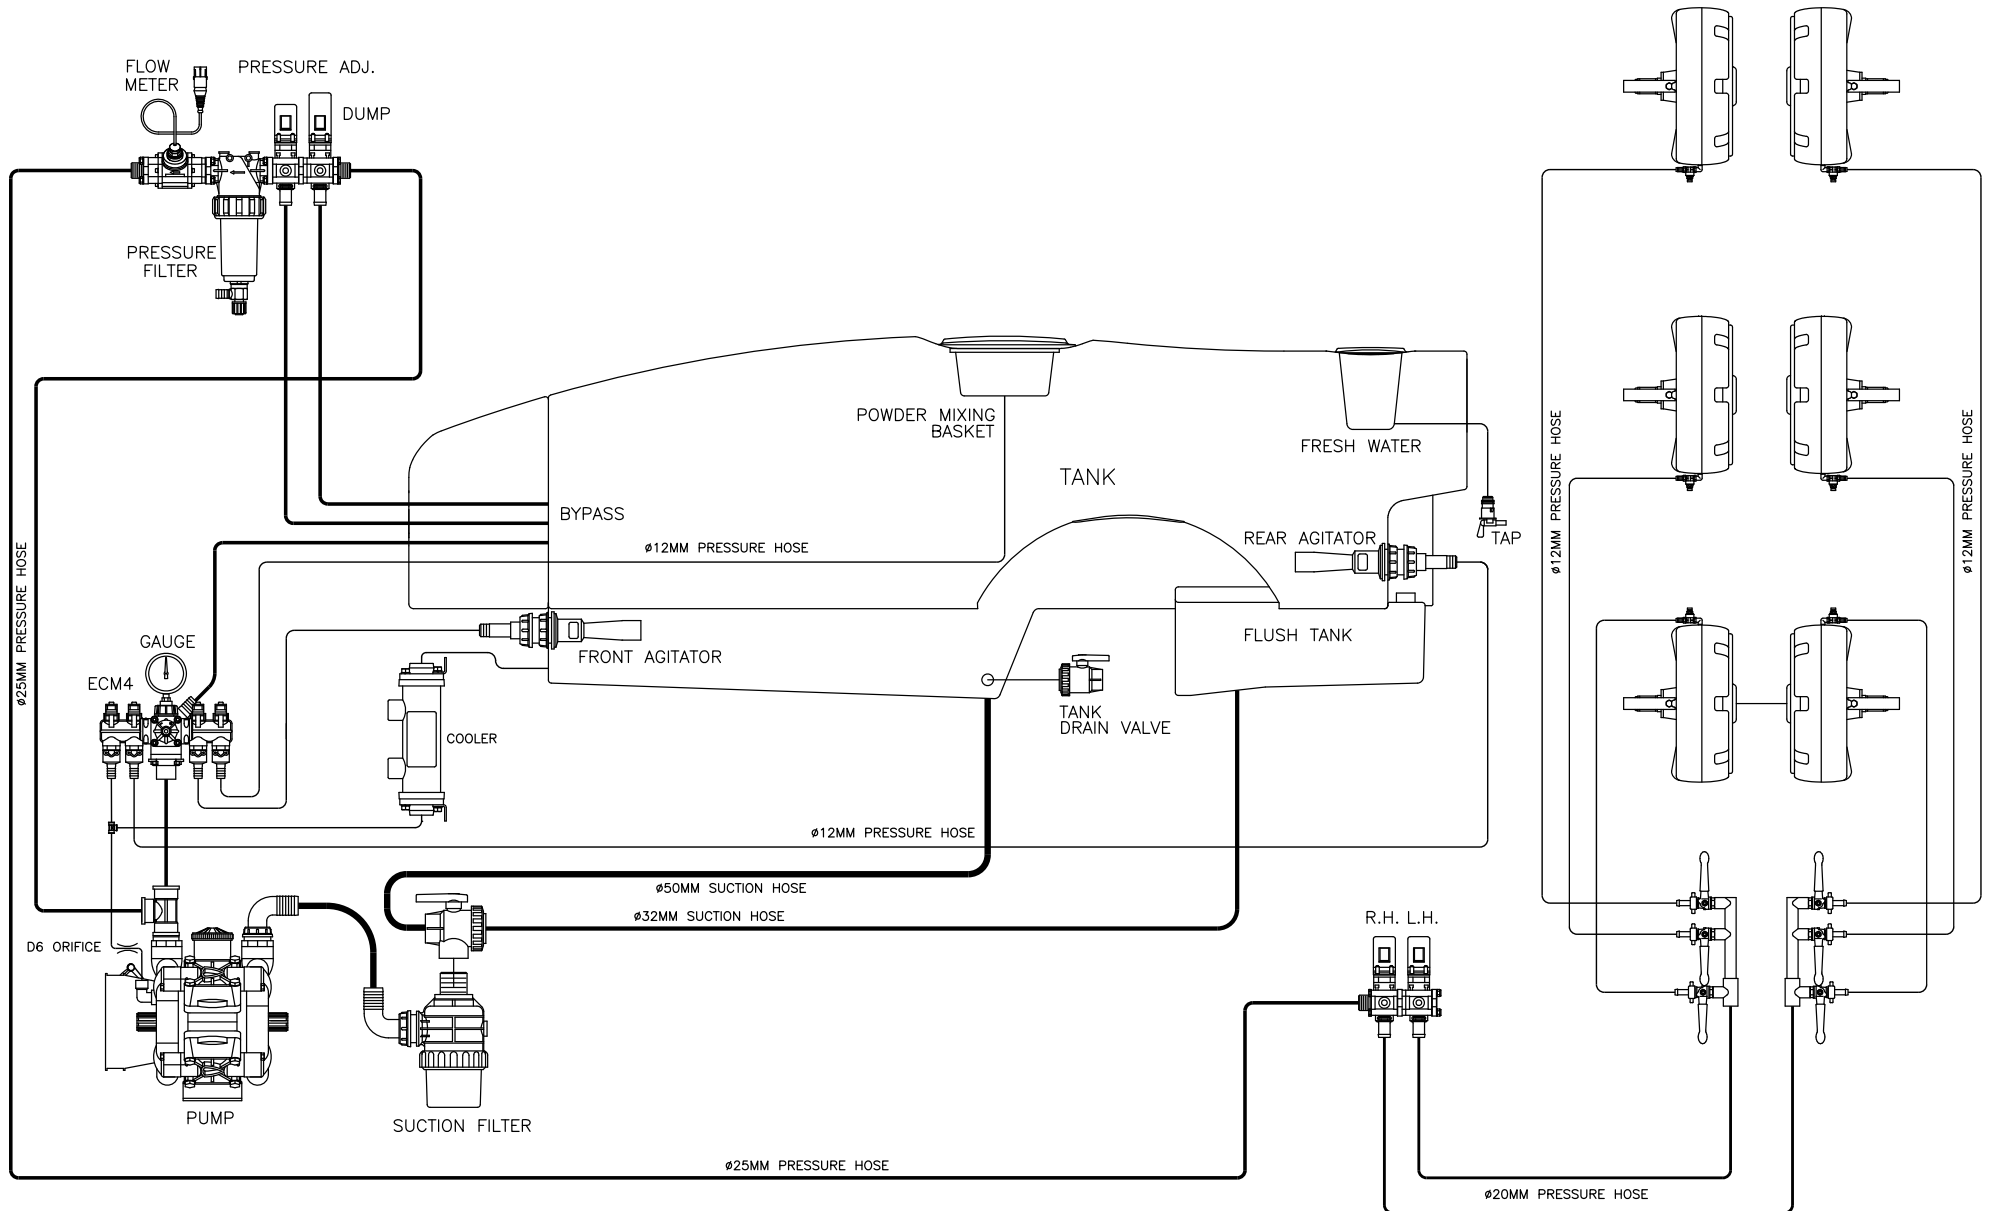 FLOW
METER
PRESSURE ADJ.
DUMP
PRESSURE
FILTER
POWDER MIXING
BASKET
FRESH WATER
TANK
BYPASS
ø12MM PRESSURE HOSE
REAR AGITATOR
TAP
ø25MM PRESSURE HOSE
ø12MM PRESSURE HOSE
ø12MM PRESSURE HOSE
GAUGE
FRONT AGITATOR
FLUSH TANK
ECM4
COOLER
TANK
DRAIN VALVE
ø12MM PRESSURE HOSE
ø50MM SUCTION HOSE
ø32MM SUCTION HOSE
R.H. L.H.
D6 ORIFICE
PUMP
SUCTION FILTER
ø25MM PRESSURE HOSE
ø20MM PRESSURE HOSE